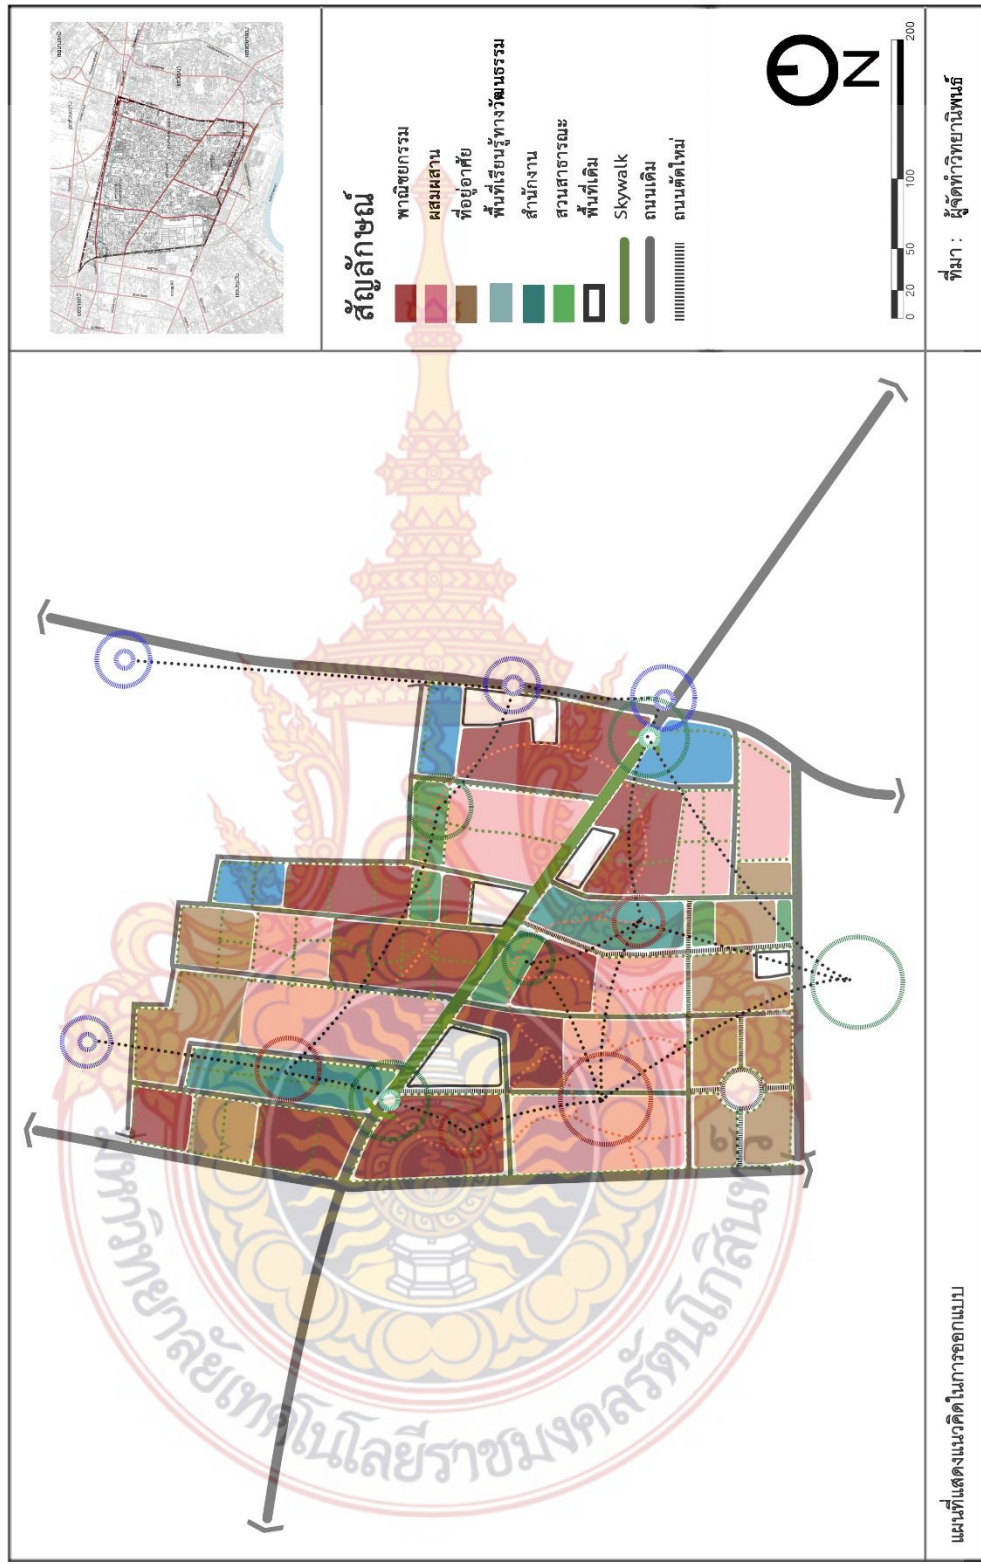 สัญลักษณ์
พาณิชยกรรม
ผสมผสาน
ที่อยู่อาศัย
พื้นที่เรียนรู้ทางวัฒนธรรม
สำนักงาน
สวนสาธารณะ
พื้นที่เดิม
Skywalk
ถนนเดิม
ถนนตัดใหม่
N
0 20 50 100 200
ที่มา : ผู้จัดทำวิทยานิพนธ์
แผนที่แสดงแนวคิดในการออกแบบ
มหาวิทยาลัยเทคโนโลยีราชมงคลรัตนโกสินทร์